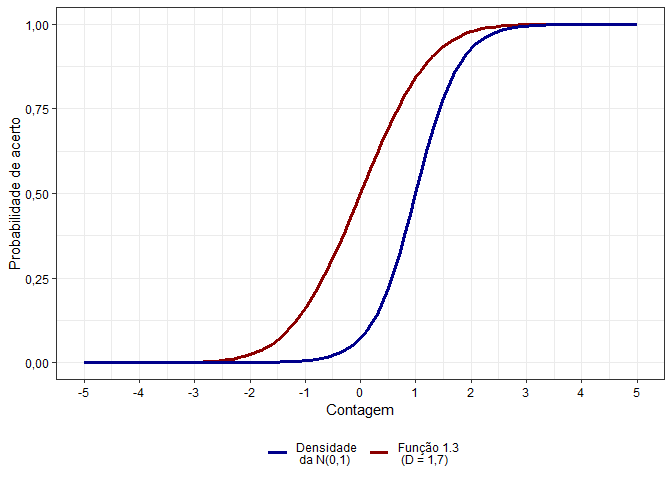 1,00
0,75
0,50
0,25
0,00
Probabilidade de acerto
-5 -4 -3 -2 -1 0 1 2 3 4 5
Contagem
Densidade
da N(0,1)
Função 1.3
(D = 1,7)